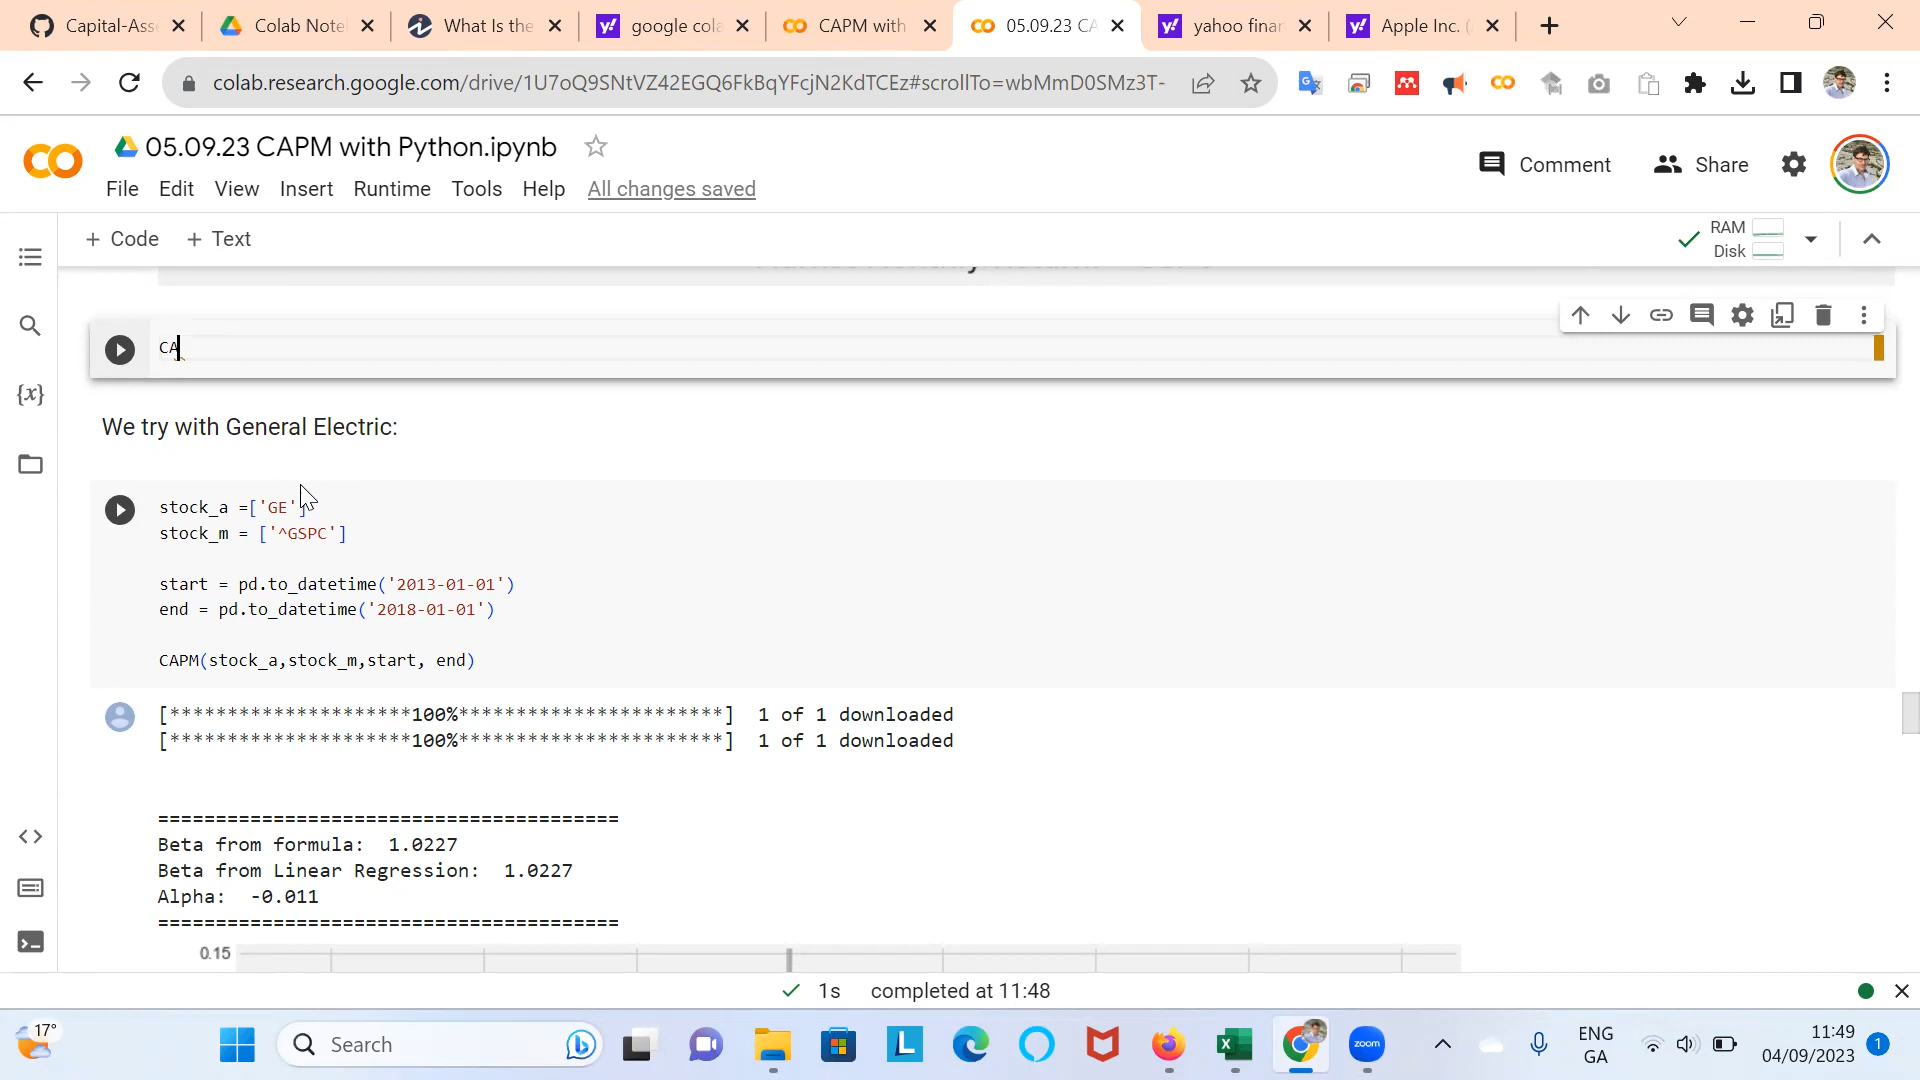 Capital-Ass
Colab Note
What Is the
google cola
CAPM with
05.09.23 CA
yahoo finan
Apple Inc. (
colab.research.google.com/drive/1U7oQ9SNtVZ42EGQ6FkBqYFcjN2KdTCEz#scrollTo=wbMmD0SMz3T-
05.09.23 CAPM with Python.ipynb
Comment
Share
File Edit View Insert Runtime Tools Help All changes saved
+ Code + Text
RAM
Disk
CA
We try with General Electric:
stock_a =['GE']
stock_m = ['^GSPC']
start = pd.to_datetime('2013-01-01')
end = pd.to_datetime('2018-01-01')
CAPM(stock_a,stock_m,start, end)
[*********************100%***********************]  1 of 1 downloaded
[*********************100%***********************]  1 of 1 downloaded
========================================
Beta from formula:  1.0227
Beta from Linear Regression:  1.0227
Alpha:  -0.011
========================================
0.15
1s completed at 11:48
17°
Search
zoom
ENG
GA
11:49
04/09/2023
1